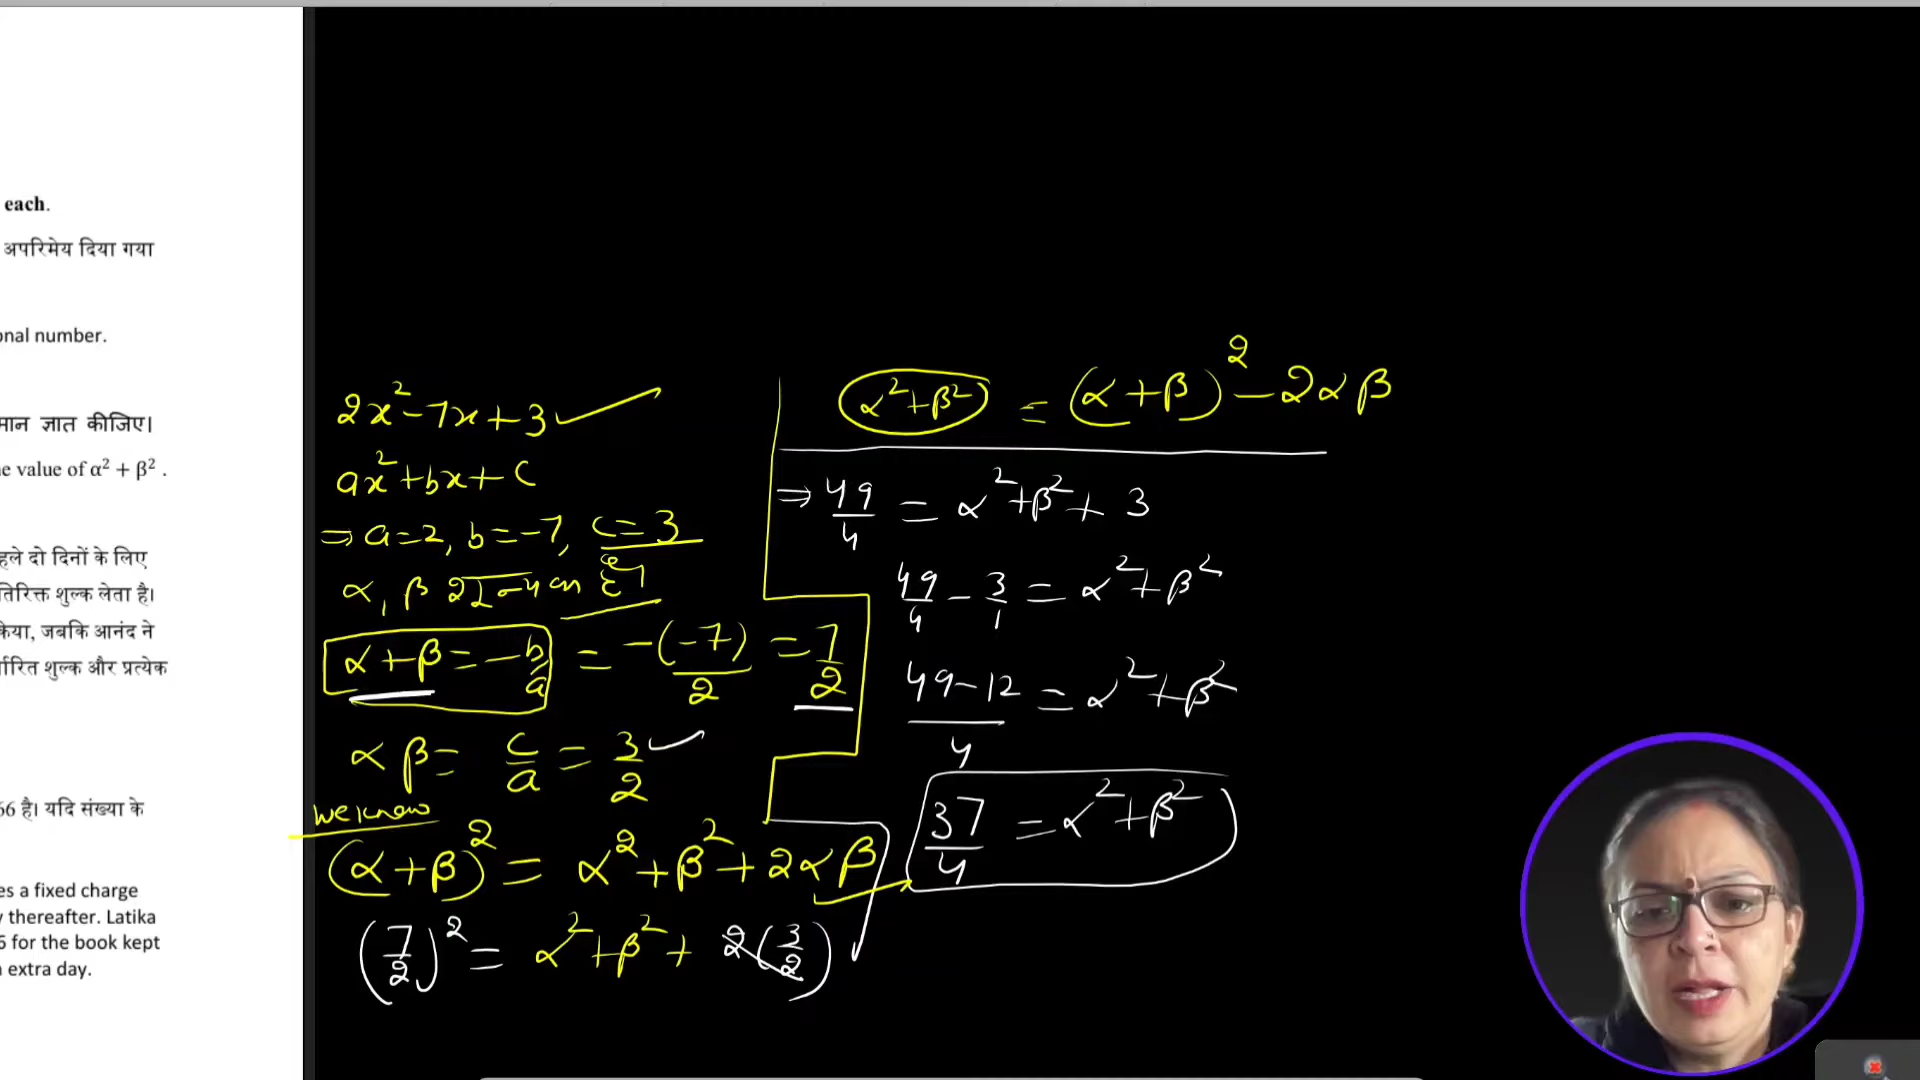 each.
अपरिमेय दिया गया
onal number.
मान ज्ञात कीजिए।
e value of α² + β² .
हले दो दिनों के लिए
तिरिक्त शुल्क लेता है।
किया, जबकि आनंद ने
र्धारित शुल्क और प्रत्येक
66 है। यदि संख्या के
es a fixed charge
y thereafter. Latika
6 for the book kept
extra day.
2x² - 7x + 3
ax² + bx + c
⇒ a = 2, b = -7, c = 3
α, β
α + β = -b/a = -(-7)/2 = 7/2
αβ = c/a = 3/2
We know
(α + β)² = α² + β² + 2αβ
(7/2)² = α² + β² + 2(3/2)
α² + β² = (α + β)² - 2αβ
⇒ 49/4 = α² + β² + 3
49/4 - 3/1 = α² + β²
49 - 12/4 = α² + β²
37/4 = α² + β²